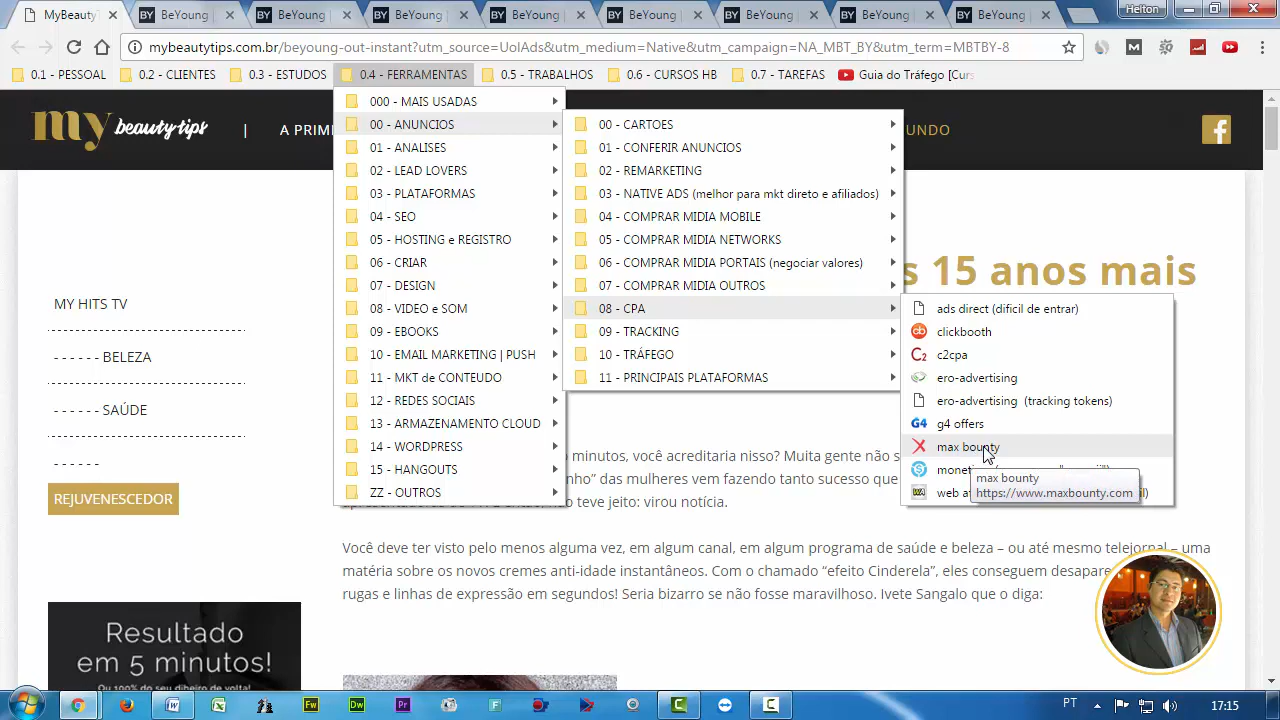 MyBeautyT
BeYoung
BeYoung
BeYoung
BeYoung
BeYoung
BeYoung
BeYoung
BeYoung
Helton
mybeautytips.com.br/beyoung-out-instant?utm_source=UolAds&utm_medium=Native&utm_campaign=NA_MBT_BY&utm_tem=MBTBY-8
0.1 - PESSOAL
0.2 - CLIENTES
0.3 - ESTUDOS
0.4 - FERRAMENTAS
0.5 - TRABALHOS
0.6 - CURSOS HB
0.7 - TAREFAS
Guia do Tráfego [Curs
my beautytips | A PRIM
UNDO
000 - MAIS USADAS
00 - ANUNCIOS
01 - ANALISES
02 - LEAD LOVERS
03 - PLATAFORMAS
04 - SEO
05 - HOSTING e REGISTRO
06 - CRIAR
07 - DESIGN
08 - VIDEO e SOM
09 - EBOOKS
10 - EMAIL MARKETING | PUSH
11 - MKT de CONTEUDO
12 - REDES SOCIAIS
13 - ARMAZENAMENTO CLOUD
14 - WORDPRESS
15 - HANGOUTS
ZZ - OUTROS
00 - CARTOES
01 - CONFERIR ANUNCIOS
02 - REMARKETING
03 - NATIVE ADS (melhor para mkt direto e afiliados)
04 - COMPRAR MIDIA MOBILE
05 - COMPRAR MIDIA NETWORKS
06 - COMPRAR MIDIA PORTAIS (negociar valores)
07 - COMPRAR MIDIA OUTROS
08 - CPA
09 - TRACKING
10 - TRÁFEGO
11 - PRINCIPAIS PLATAFORMAS
ads direct (dificil de entrar)
clickbooth
c2cpa
ero-advertising
ero-advertising (tracking tokens)
g4 offers
max bounty
max bounty
https://www.maxbounty.com
s 15 anos mais
MY HITS TV
- - - - - - BELEZA
- - - - - - SAÚDE
- - - - - -
REJUVENESCEDOR
minutos, você acreditaria nisso? Muita gente não s
nho” das mulheres vem fazendo tanto sucesso que
teve jeito: virou notícia.
Você deve ter visto pelo menos alguma vez, em algum canal, em algum programa de saúde e beleza – ou até mesmo telejornal – uma
matéria sobre os novos cremes anti-idade instantâneos. Com o chamado “efeito Cinderela”, eles conseguem desapare
rugas e linhas de expressão em segundos! Seria bizarro se não fosse maravilhoso. Ivete Sangalo que o diga:
Resultado
em 5 minutos!
Ou 100% do seu dinheiro de volta!
PT
17:15